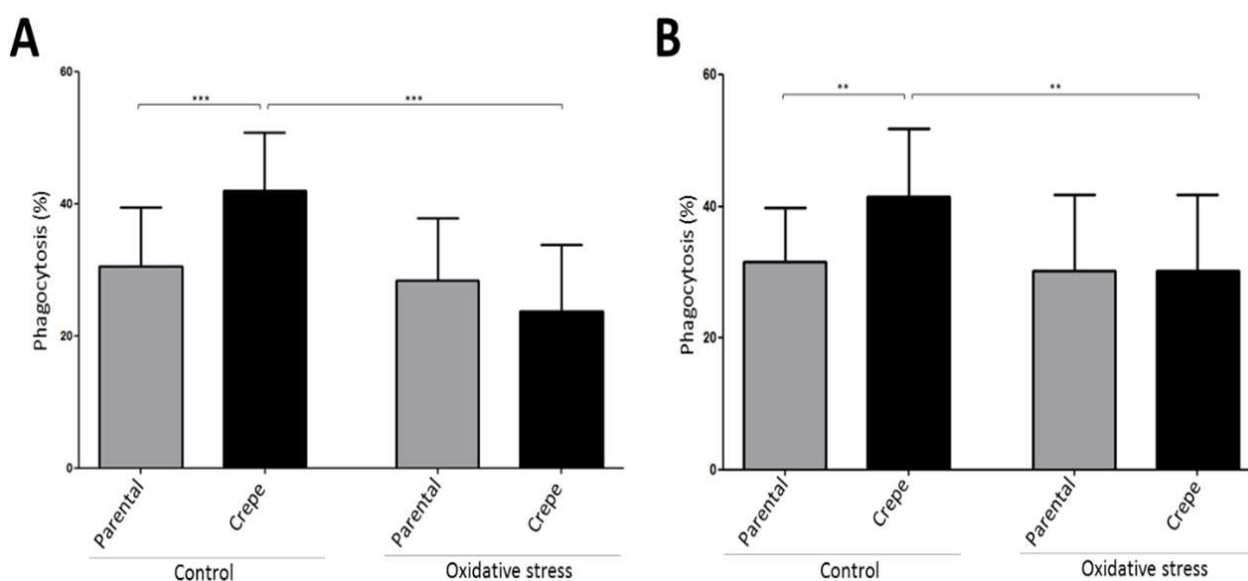 A
Phagocytosis (%)
60
40
20
0
***
***
Parental
Crepe
Parental
Crepe
Control
Oxidative stress
B
Phagocytosis (%)
60
40
20
0
**
**
Parental
Crepe
Parental
Crepe
Control
Oxidative stress